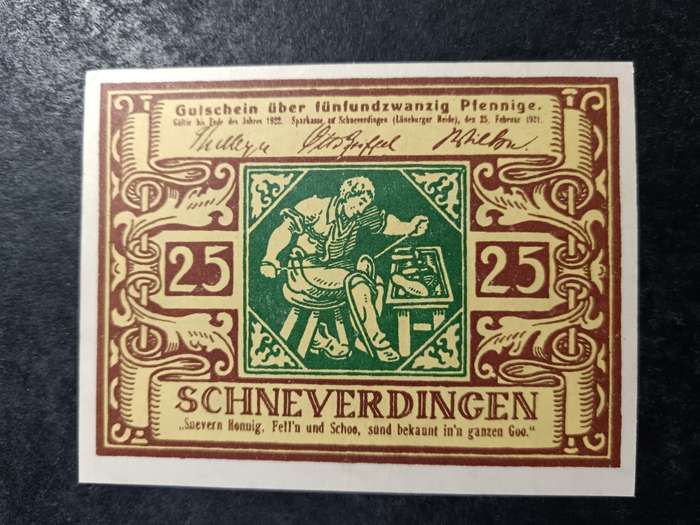 Gutschein über fünfundzwanzig Pfennige.
Gültig bis Ende des Jahres 1922. Sparkasse zu Schneverdingen (Lüneburger Heide), den 25. Februar 1921.
25 25
SCHNEVERDINGEN
„Snevern Honnig, Fell'n und Schoo, sünd bekannt in'n ganzen Goo."